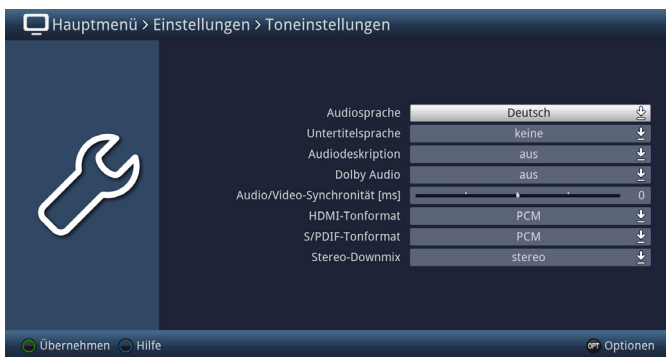 Hauptmenü > Einstellungen > Toneinstellungen
Audiosprache Deutsch
Untertitelsprache keine
Audiodeskription aus
Dolby Audio aus
Audio/Video-Synchronität [ms] 0
HDMI-Tonformat PCM
S/PDIF-Tonformat PCM
Stereo-Downmix stereo
Übernehmen Hilfe OPT Optionen